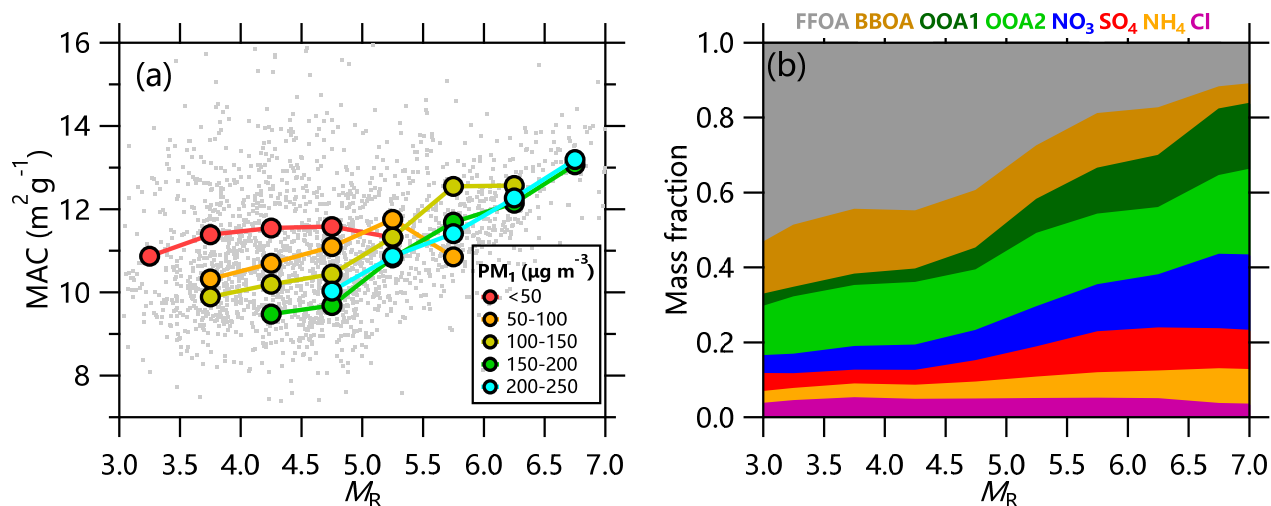 (a)
MAC (m² g⁻¹)
16
14
12
10
8
3.0 3.5 4.0 4.5 5.0 5.5 6.0 6.5 7.0
M_R
PM₁ (µg m⁻³)
<50
50-100
100-150
150-200
200-250
FFOA BBOA OOA1 OOA2 NO₃ SO₄ NH₄ Cl
(b)
Mass fraction
1.0
0.8
0.6
0.4
0.2
0.0
3.0 3.5 4.0 4.5 5.0 5.5 6.0 6.5 7.0
M_R